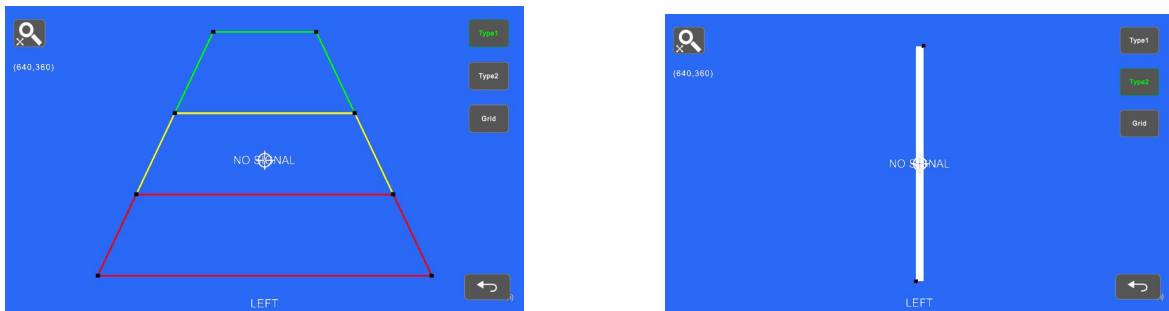 Type1
(640,360)
Type2
Grid
NO SIGNAL
LEFT
Type1
(640,360)
Type2
Grid
NO SIGNAL
LEFT